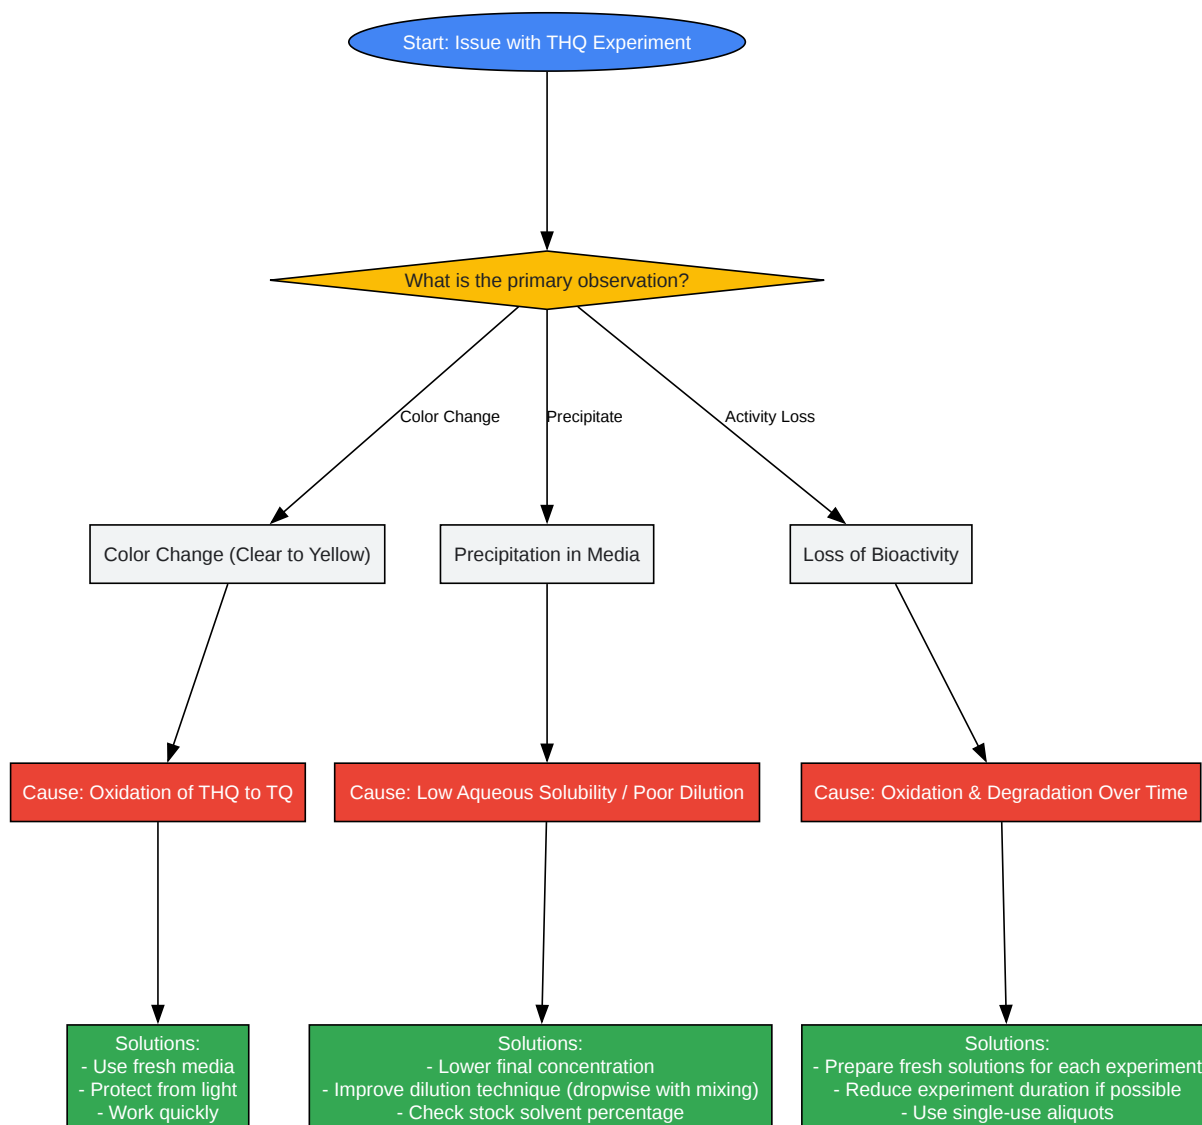 Start: Issue with THQ Experiment
What is the primary observation?
Color Change
Precipitate
Activity Loss
Color Change (Clear to Yellow)
Precipitation in Media
Loss of Bioactivity
Cause: Oxidation of THQ to TQ
Cause: Low Aqueous Solubility / Poor Dilution
Cause: Oxidation & Degradation Over Time
Solutions:
- Use fresh media
- Protect from light
- Work quickly
Solutions:
- Lower final concentration
- Improve dilution technique (dropwise with mixing)
- Check stock solvent percentage
Solutions:
- Prepare fresh solutions for each experiment
- Reduce experiment duration if possible
- Use single-use aliquots